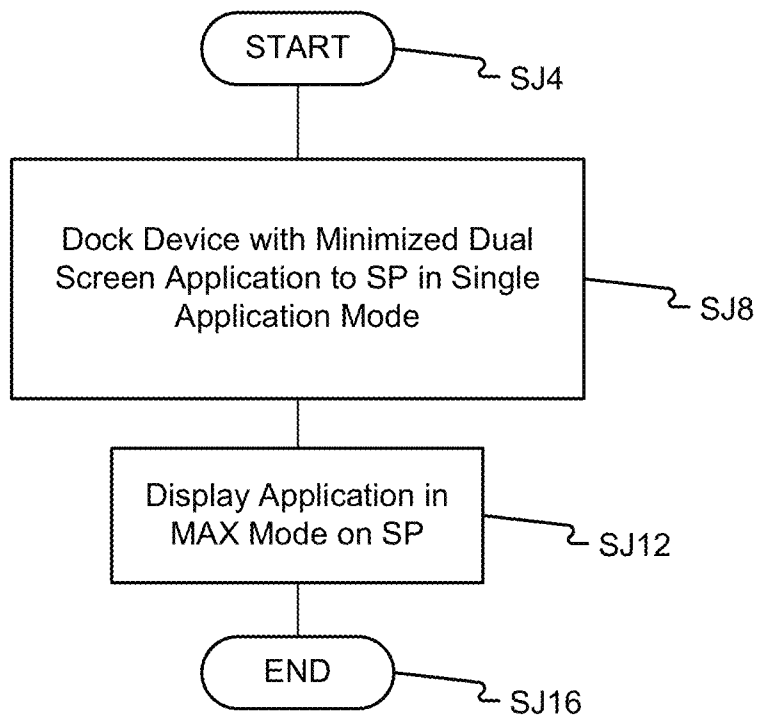 START
SJ4
Dock Device with Minimized Dual
Screen Application to SP in Single
Application Mode
SJ8
Display Application in
MAX Mode on SP
SJ12
END
SJ16